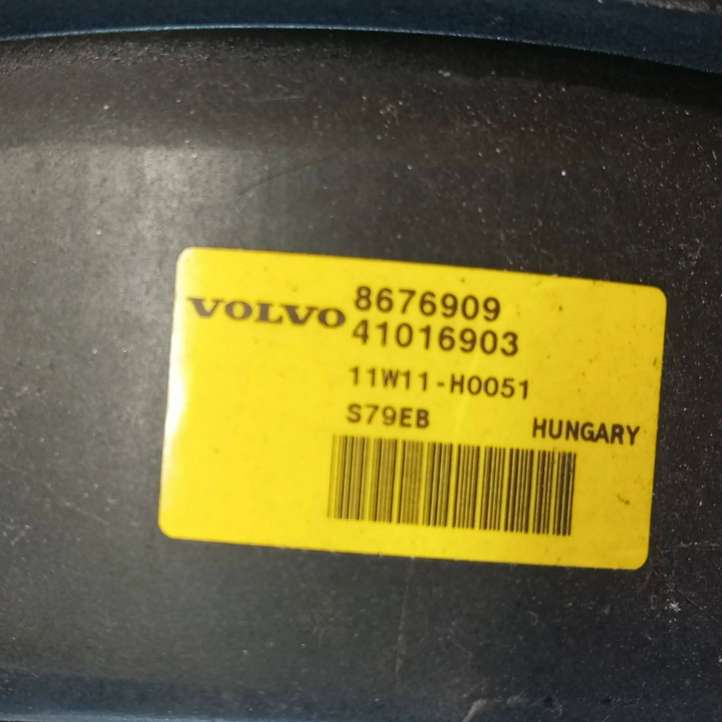 VOLVO 8676909
41016903
11W11-H0051
S79EB HUNGARY